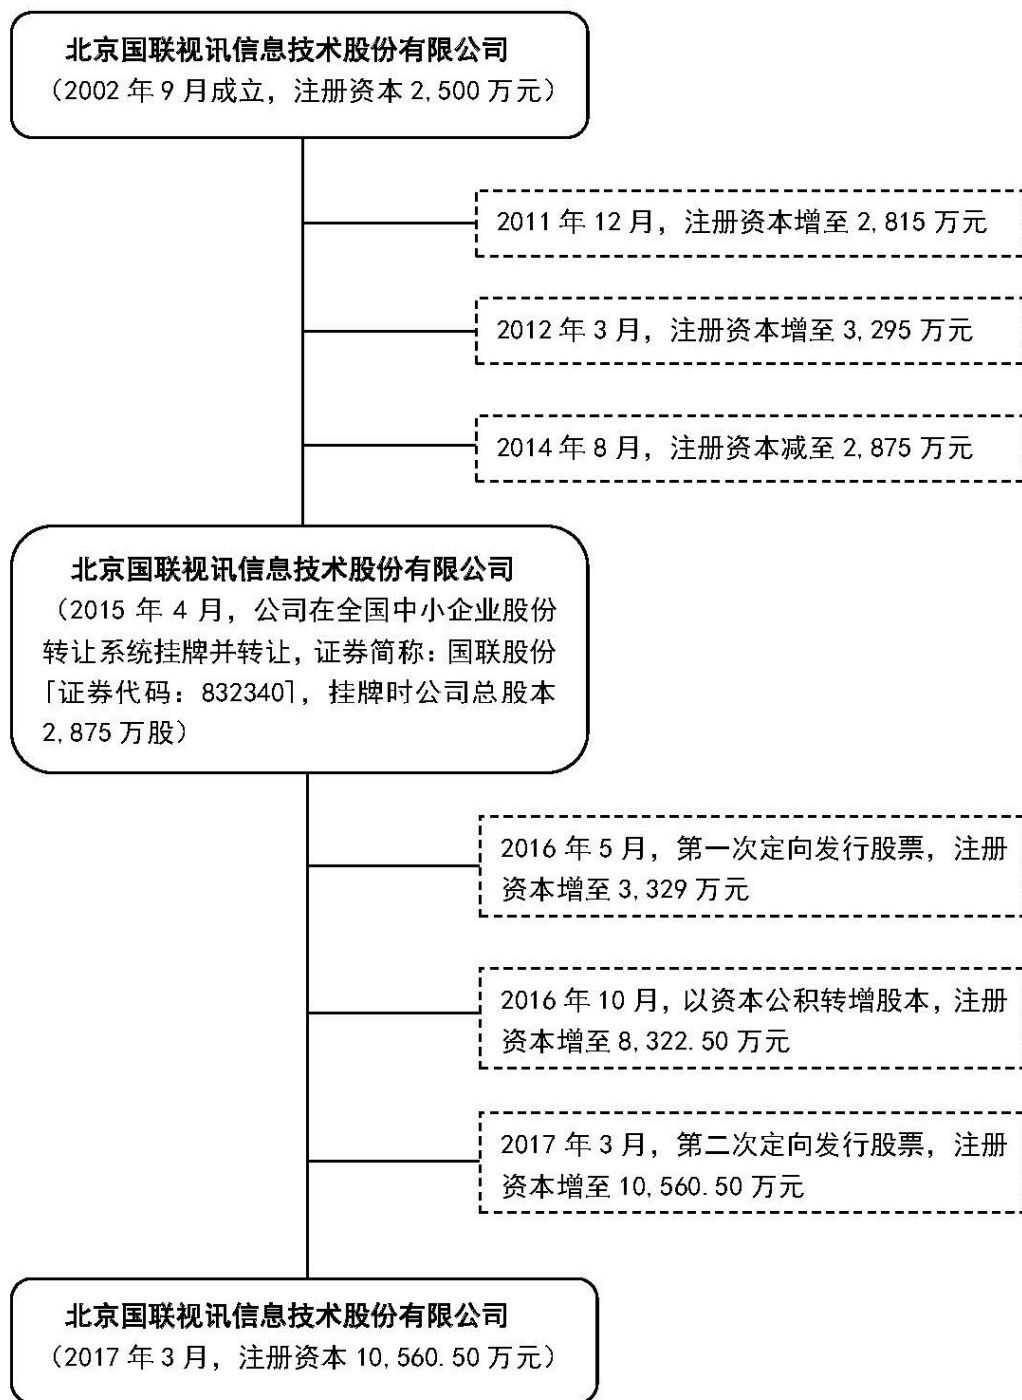 北京国联视讯信息技术股份有限公司
（2002 年 9 月成立，注册资本 2,500 万元）
2011 年 12 月，注册资本增至 2,815 万元
2012 年 3 月，注册资本增至 3,295 万元
2014 年 8 月，注册资本减至 2,875 万元
北京国联视讯信息技术股份有限公司
（2015 年 4 月，公司在全国中小企业股份
转让系统挂牌并转让，证券简称：国联股份
[证券代码：832340]，挂牌时公司总股本
2,875 万股）
2016 年 5 月，第一次定向发行股票，注册
资本增至 3,329 万元
2016 年 10 月，以资本公积转增股本，注册
资本增至 8,322.50 万元
2017 年 3 月，第二次定向发行股票，注册
资本增至 10,560.50 万元
北京国联视讯信息技术股份有限公司
（2017 年 3 月，注册资本 10,560.50 万元）